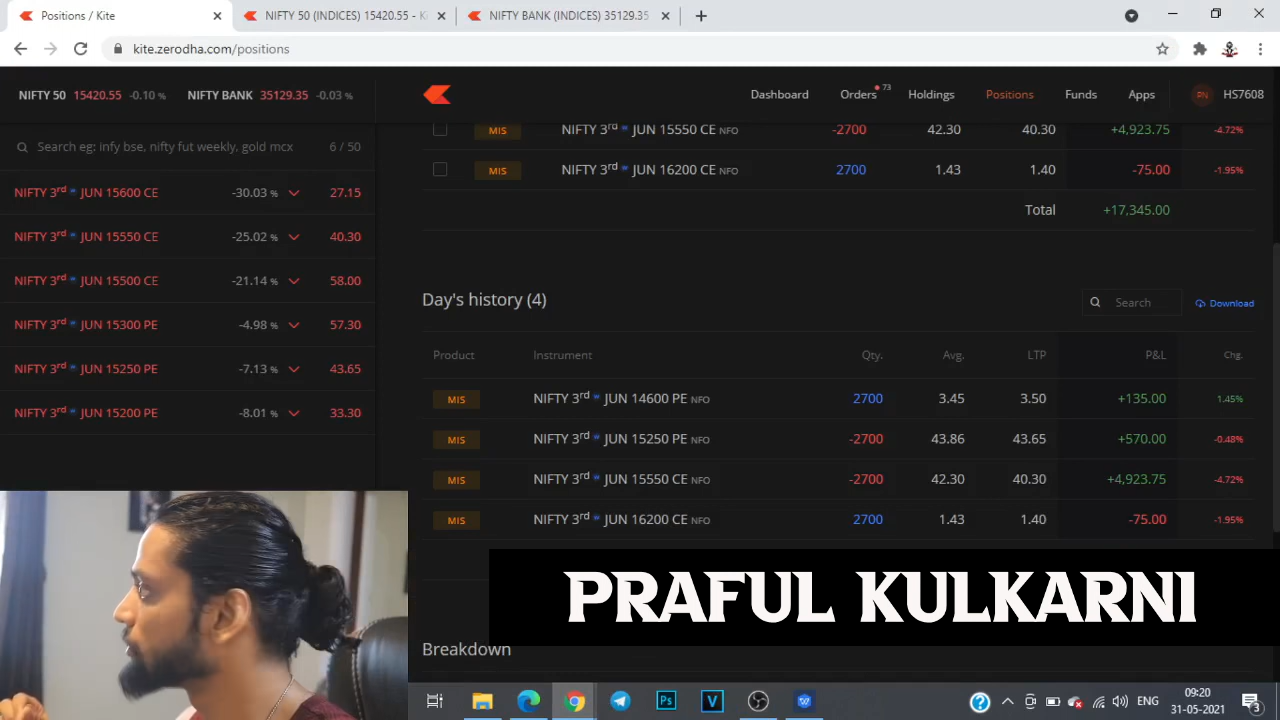 Positions / Kite
NIFTY 50 (INDICES) 15420.55 - Ki
NIFTY BANK (INDICES) 35129.35
kite.zerodha.com/positions
NIFTY 50 15420.55 -0.10 % NIFTY BANK 35129.35 -0.03 %
Dashboard Orders 73 Holdings Positions Funds Apps PN HS7608
Search eg: infy bse, nifty fut weekly, gold mcx 6 / 50
NIFTY 3rd w JUN 15600 CE -30.03 % 27.15
NIFTY 3rd w JUN 15550 CE -25.02 % 40.30
NIFTY 3rd w JUN 15500 CE -21.14 % 58.00
NIFTY 3rd w JUN 15300 PE -4.98 % 57.30
NIFTY 3rd w JUN 15250 PE -7.13 % 43.65
NIFTY 3rd w JUN 15200 PE -8.01 % 33.30
MIS NIFTY 3rd w JUN 15550 CE NFO -2700 42.30 40.30 +4,923.75 -4.72%
MIS NIFTY 3rd w JUN 16200 CE NFO 2700 1.43 1.40 -75.00 -1.95%
Total +17,345.00
Day's history (4) Search Download
Product Instrument Qty. Avg. LTP P&L Chg.
MIS NIFTY 3rd w JUN 14600 PE NFO 2700 3.45 3.50 +135.00 1.45%
MIS NIFTY 3rd w JUN 15250 PE NFO -2700 43.86 43.65 +570.00 -0.48%
MIS NIFTY 3rd w JUN 15550 CE NFO -2700 42.30 40.30 +4,923.75 -4.72%
MIS NIFTY 3rd w JUN 16200 CE NFO 2700 1.43 1.40 -75.00 -1.95%
PRAFUL KULKARNI
Breakdown
Ps V W ENG 09:20
31-05-2021 3